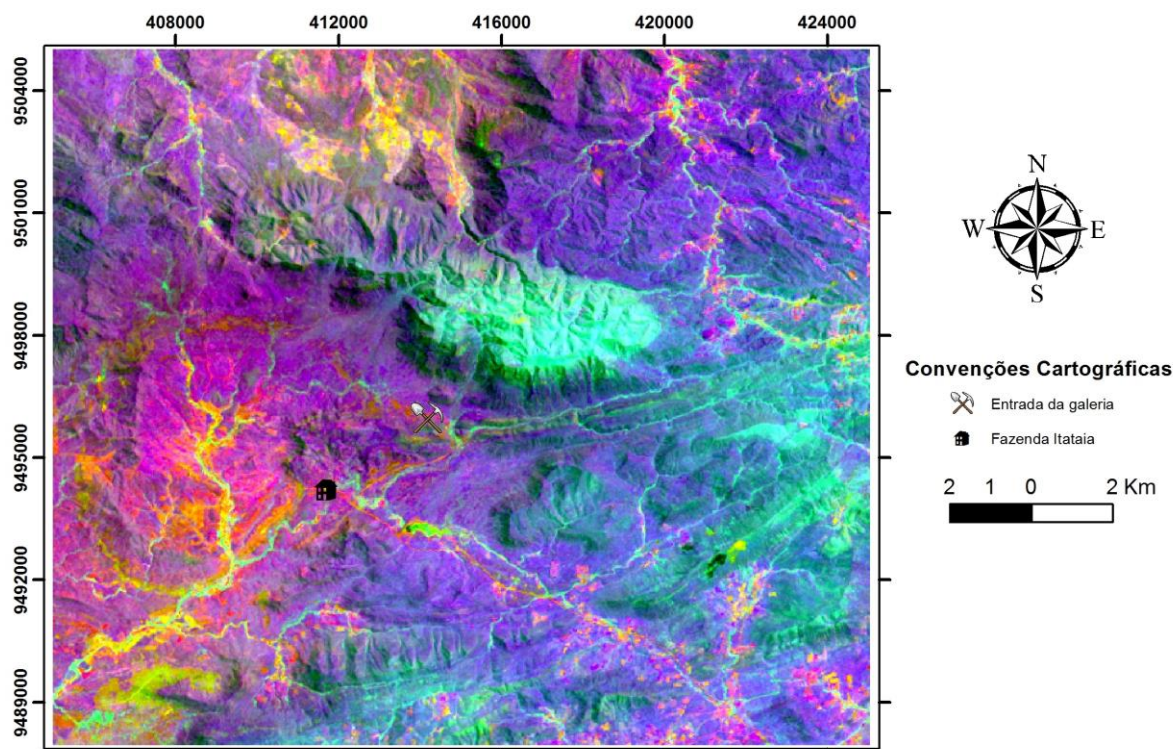 408000 412000 416000 420000 424000
9504000
9501000
9498000
9495000
9492000
9489000
N
W E
S
Convenções Cartográficas
Entrada da galeria
Fazenda Itataia
2 1 0 2 Km